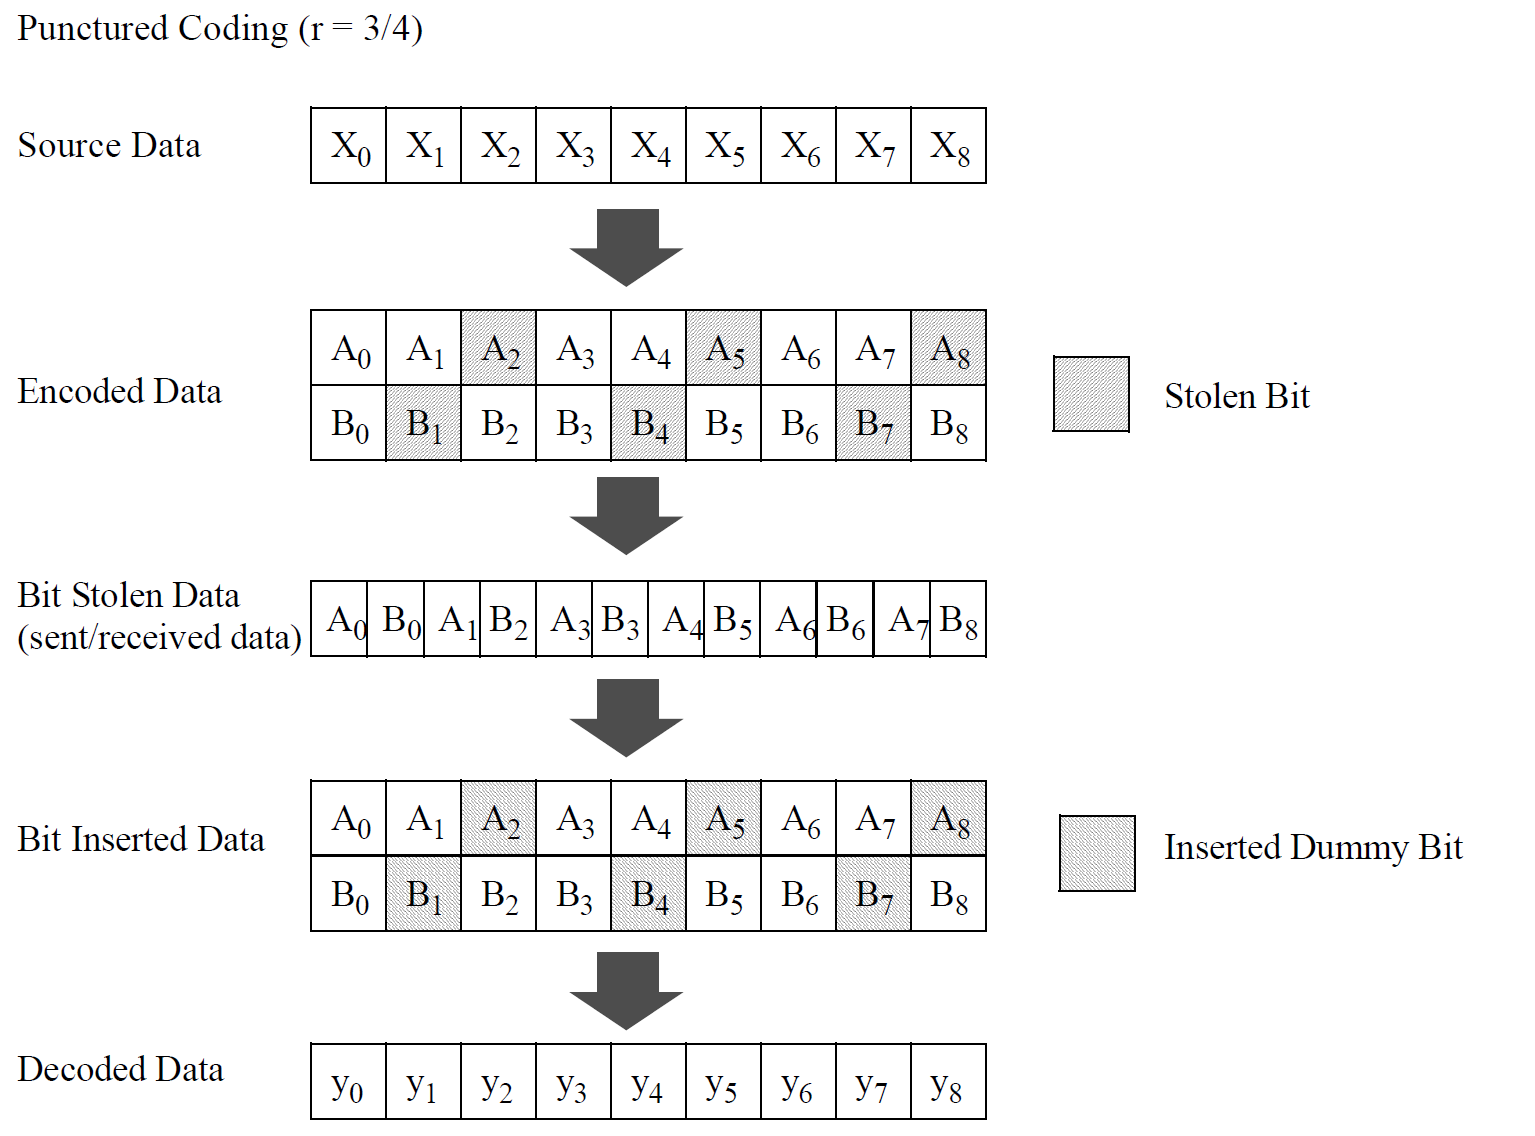 Punctured Coding (r = 3/4)
Source Data
X0 X1 X2 X3 X4 X5 X6 X7 X8
Encoded Data
A0 A1 A2 A3 A4 A5 A6 A7 A8
B0 B1 B2 B3 B4 B5 B6 B7 B8
Stolen Bit
Bit Stolen Data
(sent/received data)
A0 B0 A1 B2 A3 B3 A4 B5 A6 B6 A7 B8
Bit Inserted Data
A0 A1 A2 A3 A4 A5 A6 A7 A8
B0 B1 B2 B3 B4 B5 B6 B7 B8
Inserted Dummy Bit
Decoded Data
y0 y1 y2 y3 y4 y5 y6 y7 y8